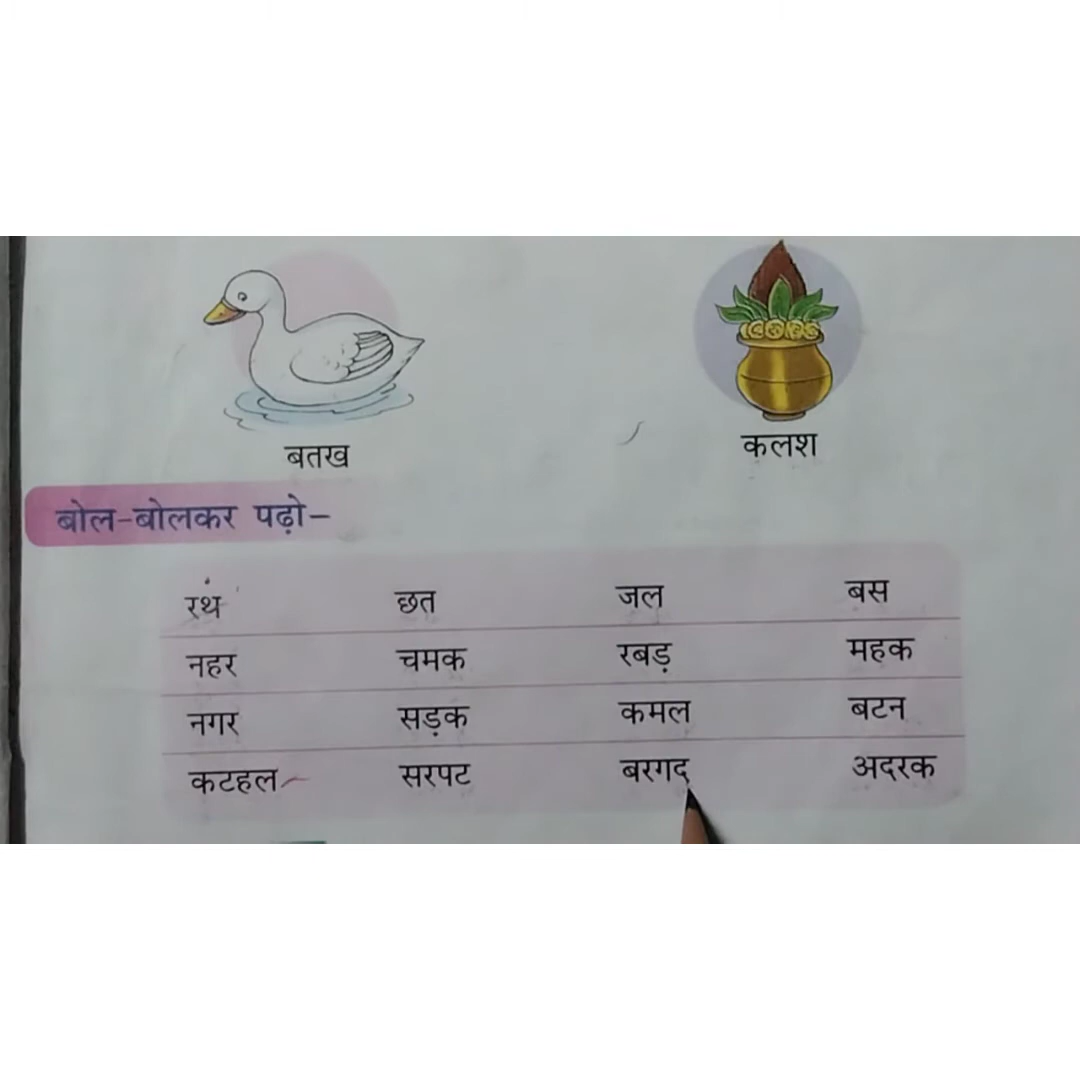 बतख कलश
बोल-बोलकर पढ़ो-
रथ छत जल बस
नहर चमक रबड़ महक
नगर सड़क कमल बटन
कटहल सरपट बरगद अदरक